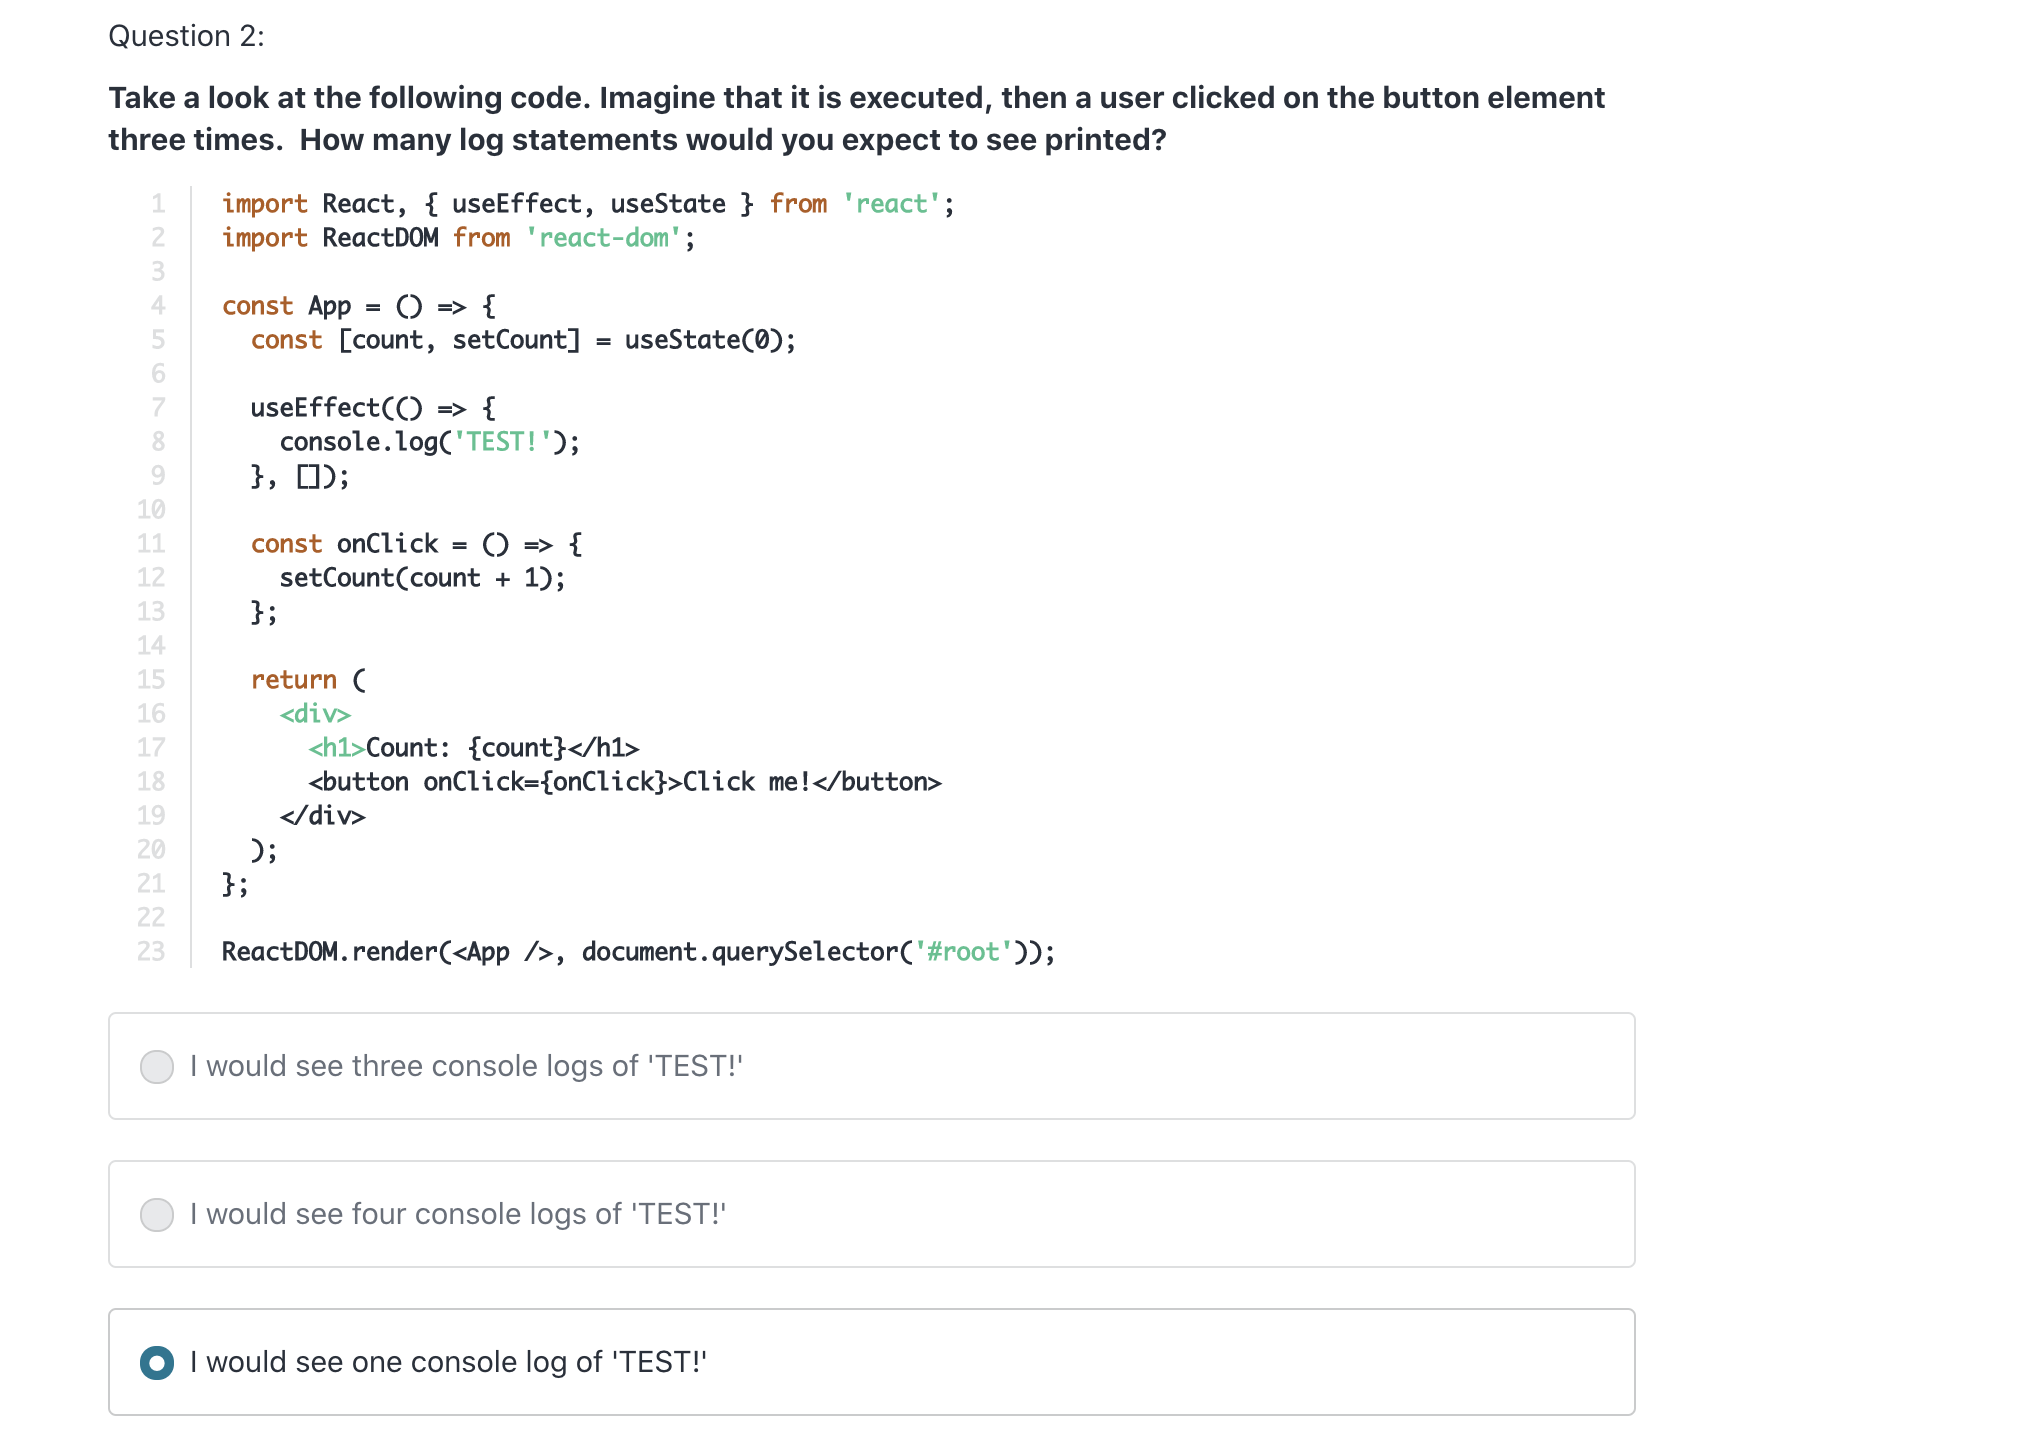 Question 2:
Take a look at the following code. Imagine that it is executed, then a user clicked on the button element
three times.  How many log statements would you expect to see printed?
1 import React, { useEffect, useState } from 'react';
2 import ReactDOM from 'react-dom';
3
4 const App = () => {
5   const [count, setCount] = useState(0);
6
7   useEffect(() => {
8     console.log('TEST!');
9   }, []);
10
11   const onClick = () => {
12     setCount(count + 1);
13   };
14
15   return (
16     <div>
17       <h1>Count: {count}</h1>
18       <button onClick={onClick}>Click me!</button>
19     </div>
20   );
21 };
22
23 ReactDOM.render(<App />, document.querySelector('#root'));
I would see three console logs of 'TEST!'
I would see four console logs of 'TEST!'
I would see one console log of 'TEST!'